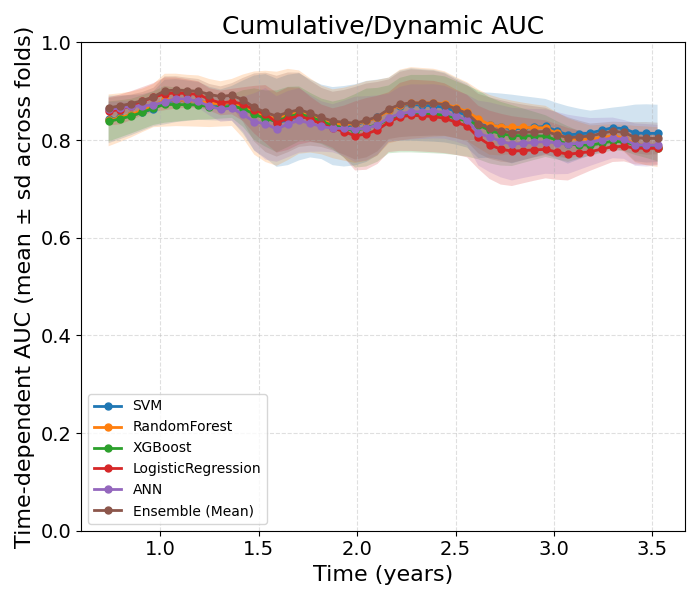 Cumulative/Dynamic AUC
Time-dependent AUC (mean ± sd across folds)
1.0
0.8
0.6
0.4
0.2
0.0
SVM
RandomForest
XGBoost
LogisticRegression
ANN
Ensemble (Mean)
1.0 1.5 2.0 2.5 3.0 3.5
Time (years)